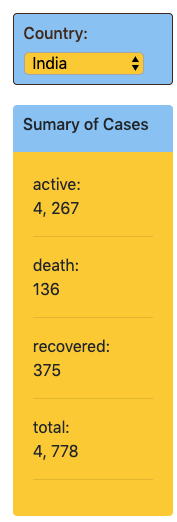 Country:
India
Sumary of Cases
active:
4, 267
death:
136
recovered:
375
total:
4, 778